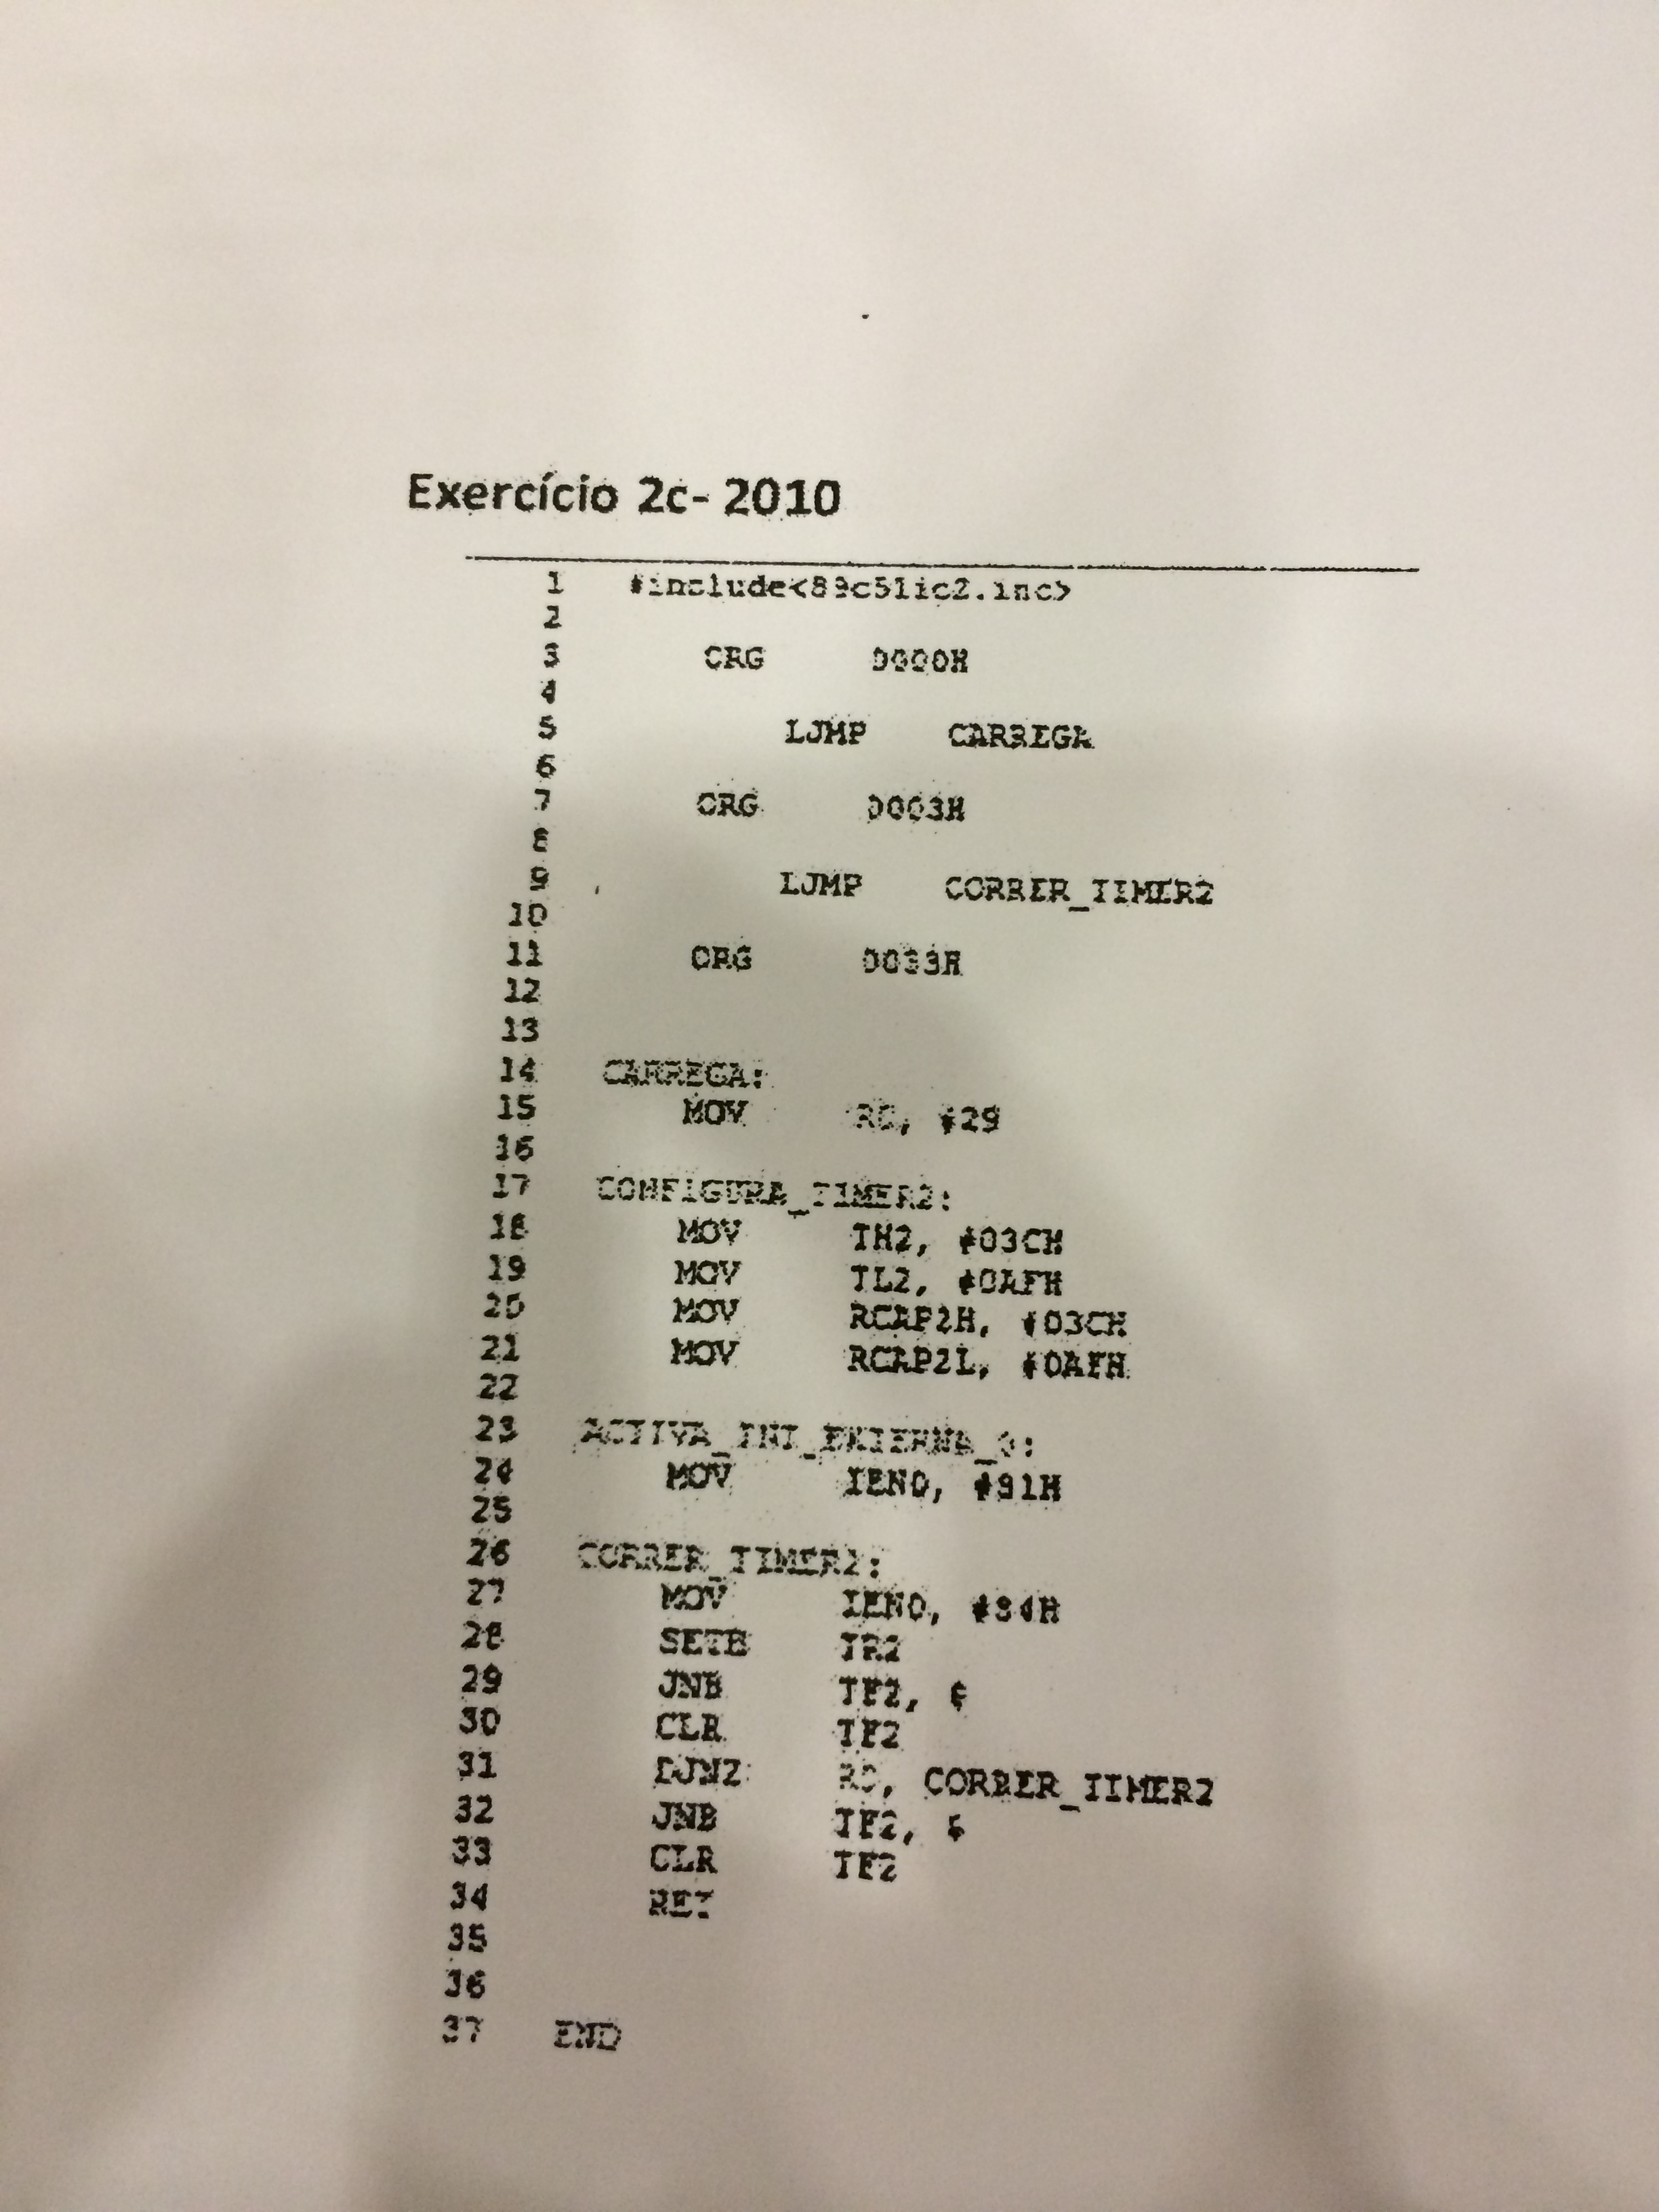 Exercício 2c- 2010
1 #include<89c51ic2.inc>
2
3 ORG 0000H
4
5 LJMP CARREGA
6
7 ORG 0003H
8
9 LJMP CORRER_TIMER2
10
11 ORG 0033H
12
13
14 CARREGA:
15 MOV R0, #29
16
17 CONFIGURA_TIMER2:
18 MOV TH2, #03CH
19 MOV TL2, #0AFH
20 MOV RCAP2H, #03CH
21 MOV RCAP2L, #0AFH
22
23 ACTIVA_INT_EXTERNA_0:
24 MOV IEN0,
25
26 CORRER_TIMER2:
27 MOV IEN0,
28 SETB TR2
29 JNB TF2, $
30 CLR TF2
31 DJNZ R0, CORRER_TIMER2
32 JNB TF2, $
33 CLR TF2
34
35
36
37 END